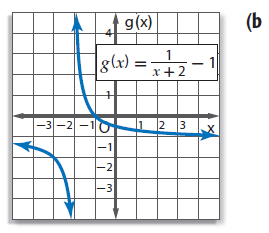 g(x)
(b
4
g(x) = 1/(x + 2) − 1
1
−3 −2 −1 O 1 2 3 x
−1
−2
−3